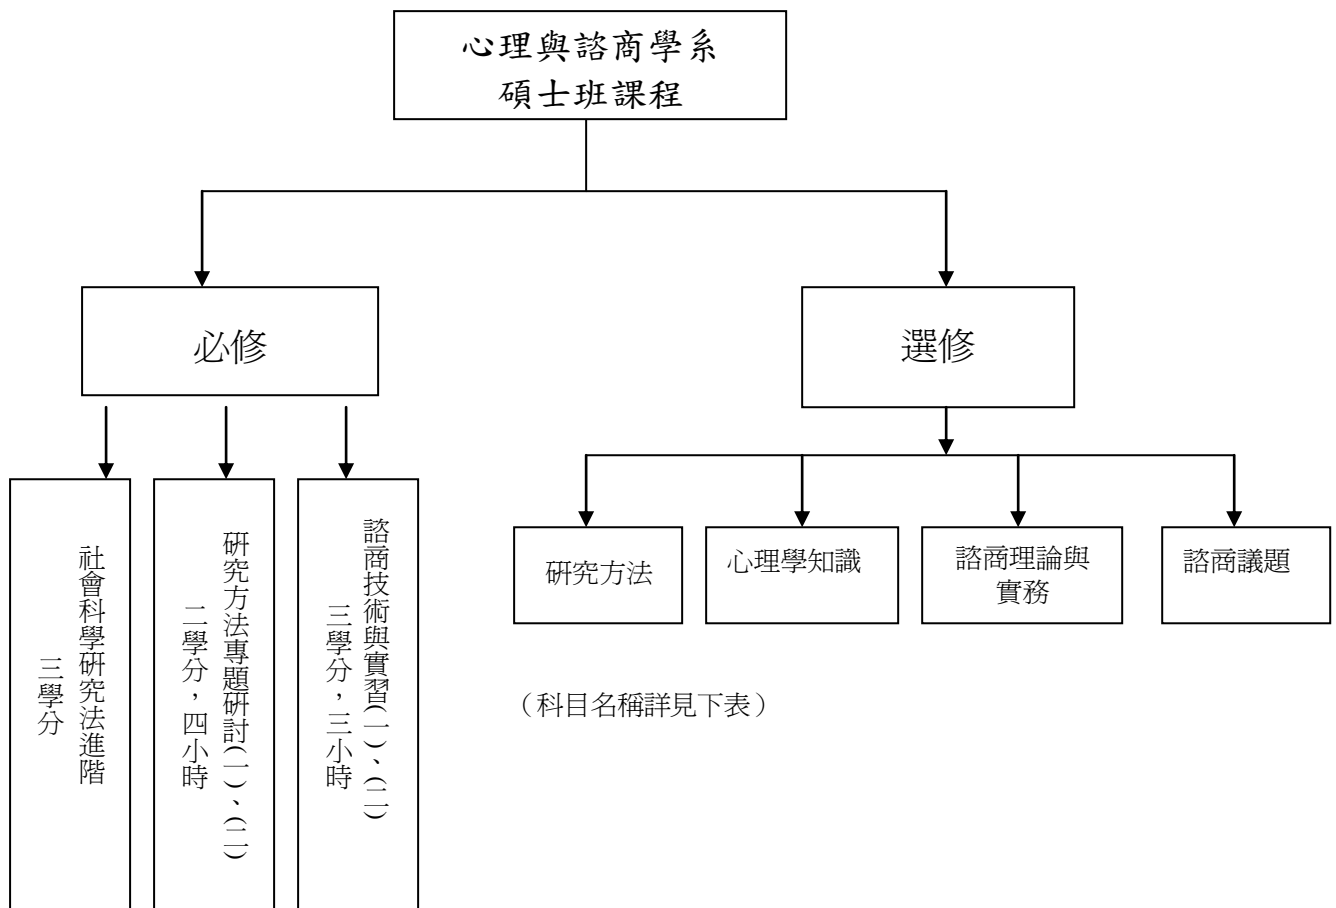 心理與諮商學系
碩士班課程
必修
選修
社會科學研究法進階
三學分
研究方法專題研討(一)、(二)
二學分，四小時
諮商技術與實習(一)、(二)
三學分，三小時
研究方法
心理學知識
諮商理論與
實務
諮商議題
（科目名稱詳見下表）